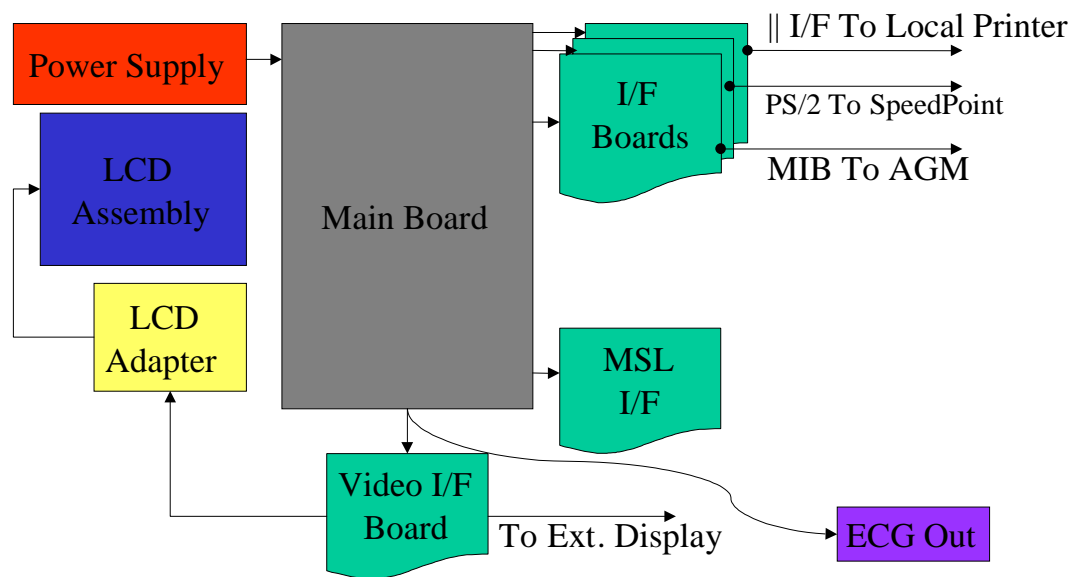 Power Supply
LCD
Assembly
LCD
Adapter
Main Board
I/F
Boards
|| I/F To Local Printer
PS/2 To SpeedPoint
MIB To AGM
MSL
I/F
Video I/F
Board
To Ext. Display
ECG Out